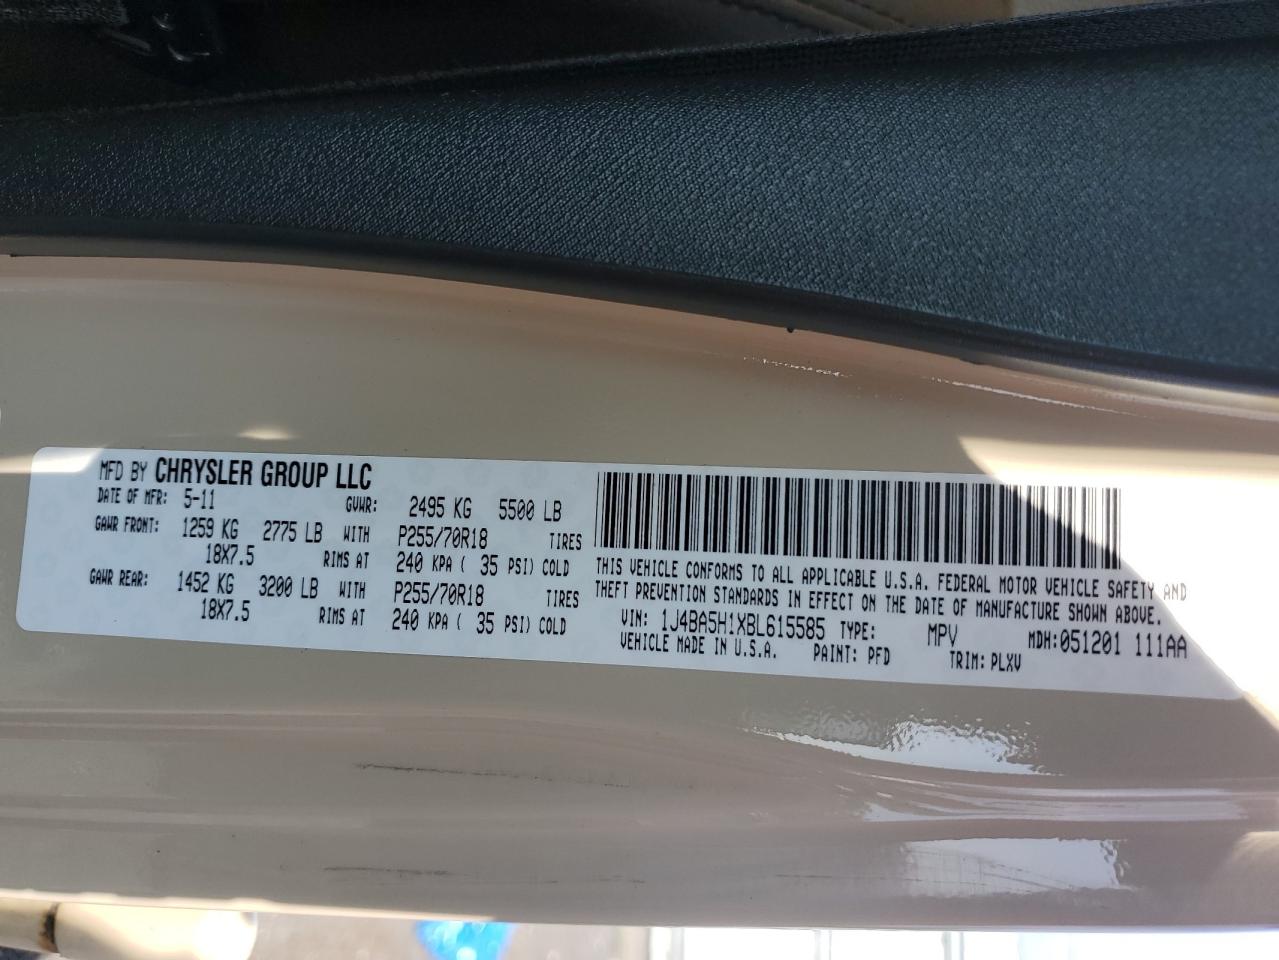 MFD BY CHRYSLER GROUP LLC
DATE OF MFR: 5-11 GVWR: 2495 KG 5500 LB
GAWR FRONT: 1259 KG 2775 LB WITH P255/70R18 TIRES
18X7.5 RIMS AT 240 KPA ( 35 PSI) COLD
GAWR REAR: 1452 KG 3200 LB WITH P255/70R18 TIRES
18X7.5 RIMS AT 240 KPA ( 35 PSI) COLD
THIS VEHICLE CONFORMS TO ALL APPLICABLE U.S.A. FEDERAL MOTOR VEHICLE SAFETY AND
THEFT PREVENTION STANDARDS IN EFFECT ON THE DATE OF MANUFACTURE SHOWN ABOVE.
VIN: 1J4BA5H1XBL615585 TYPE: MPV MDH:051201 111AA
VEHICLE MADE IN U.S.A. PAINT: PFD TRIM: PLXV